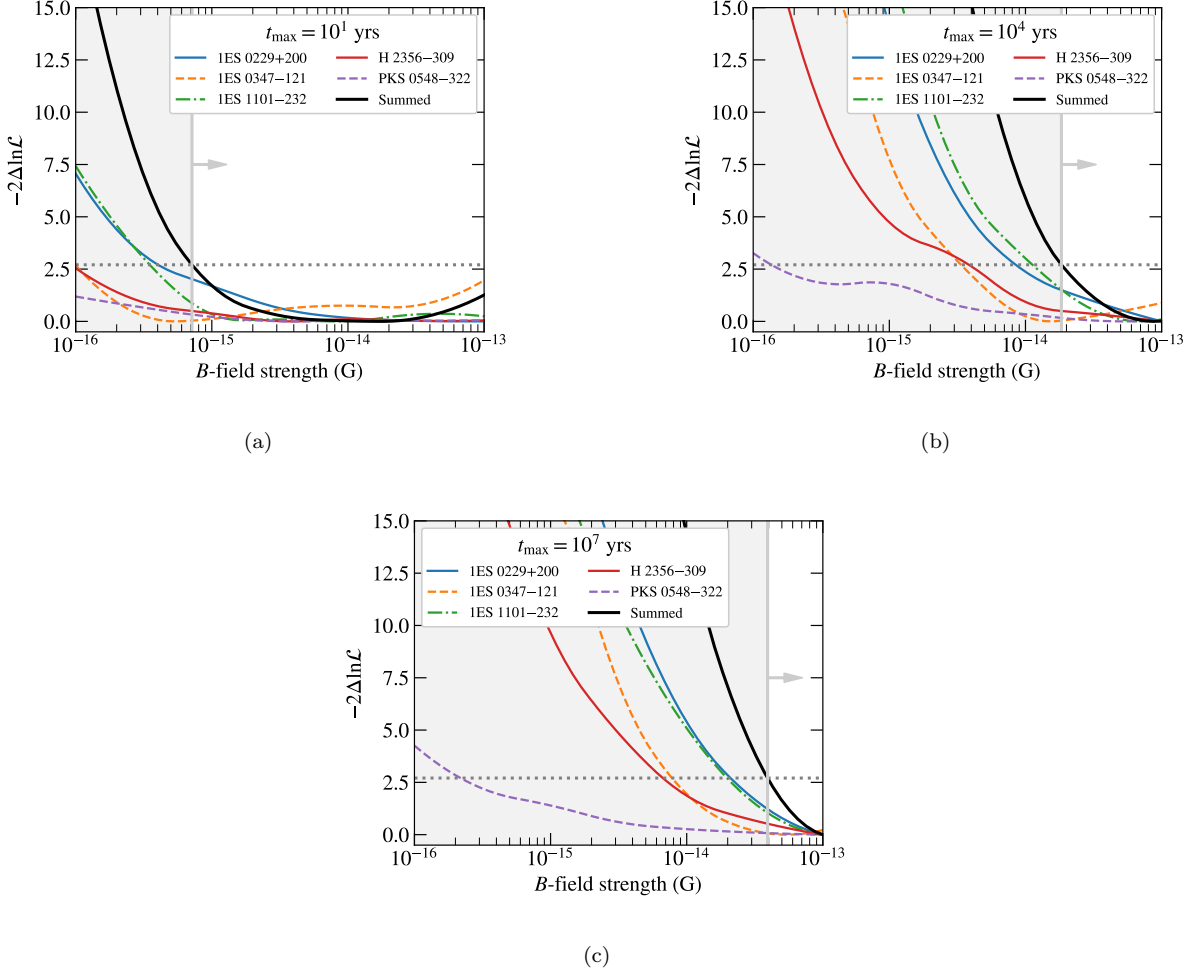 t_max = 10^1 yrs
1ES 0229+200
H 2356−309
1ES 0347−121
PKS 0548−322
1ES 1101−232
Summed
−2Δln𝓛
15.0
12.5
10.0
7.5
5.0
2.5
0.0
10^−16
10^−15
10^−14
10^−13
B-field strength (G)
(a)
t_max = 10^4 yrs
1ES 0229+200
H 2356−309
1ES 0347−121
PKS 0548−322
1ES 1101−232
Summed
−2Δln𝓛
15.0
12.5
10.0
7.5
5.0
2.5
0.0
10^−16
10^−15
10^−14
10^−13
B-field strength (G)
(b)
t_max = 10^7 yrs
1ES 0229+200
H 2356−309
1ES 0347−121
PKS 0548−322
1ES 1101−232
Summed
−2Δln𝓛
15.0
12.5
10.0
7.5
5.0
2.5
0.0
10^−16
10^−15
10^−14
10^−13
B-field strength (G)
(c)